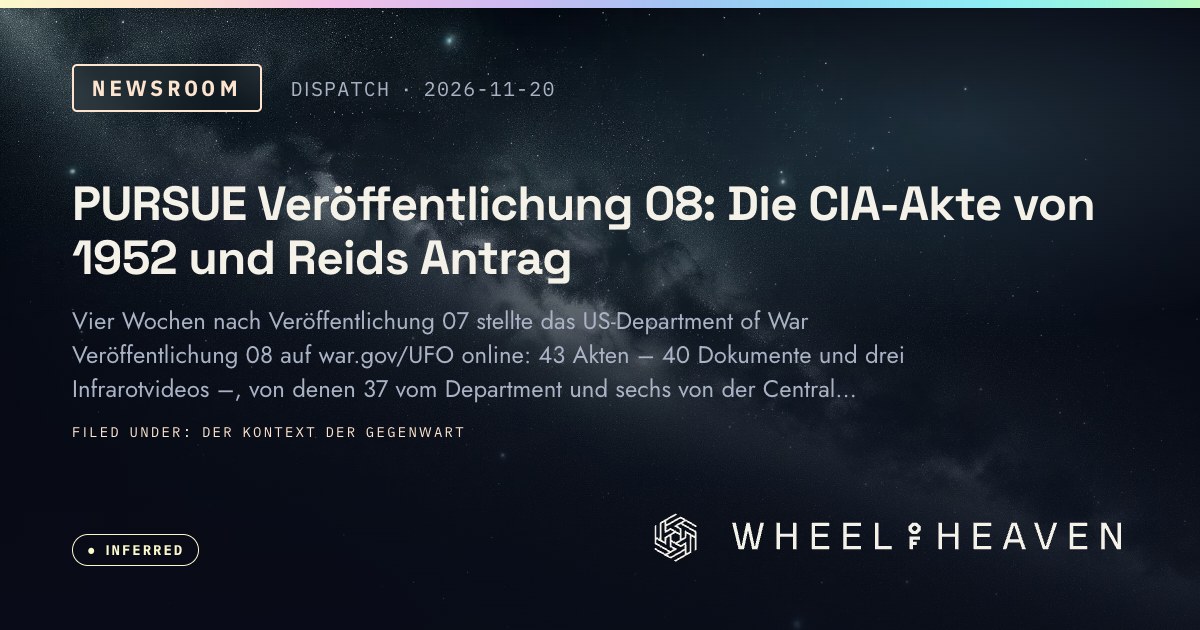 NEWSROOM
DISPATCH · 2026-11-20
PURSUE Veröffentlichung 08: Die CIA-Akte von
1952 und Reids Antrag
Vier Wochen nach Veröffentlichung 07 stellte das US-Department of War
Veröffentlichung 08 auf war.gov/UFO online: 43 Akten – 40 Dokumente und drei
Infrarotvideos –, von denen 37 vom Department und sechs von der Central…
FILED UNDER: DER KONTEXT DER GEGENWART
• INFERRED
WHEEL OF HEAVEN